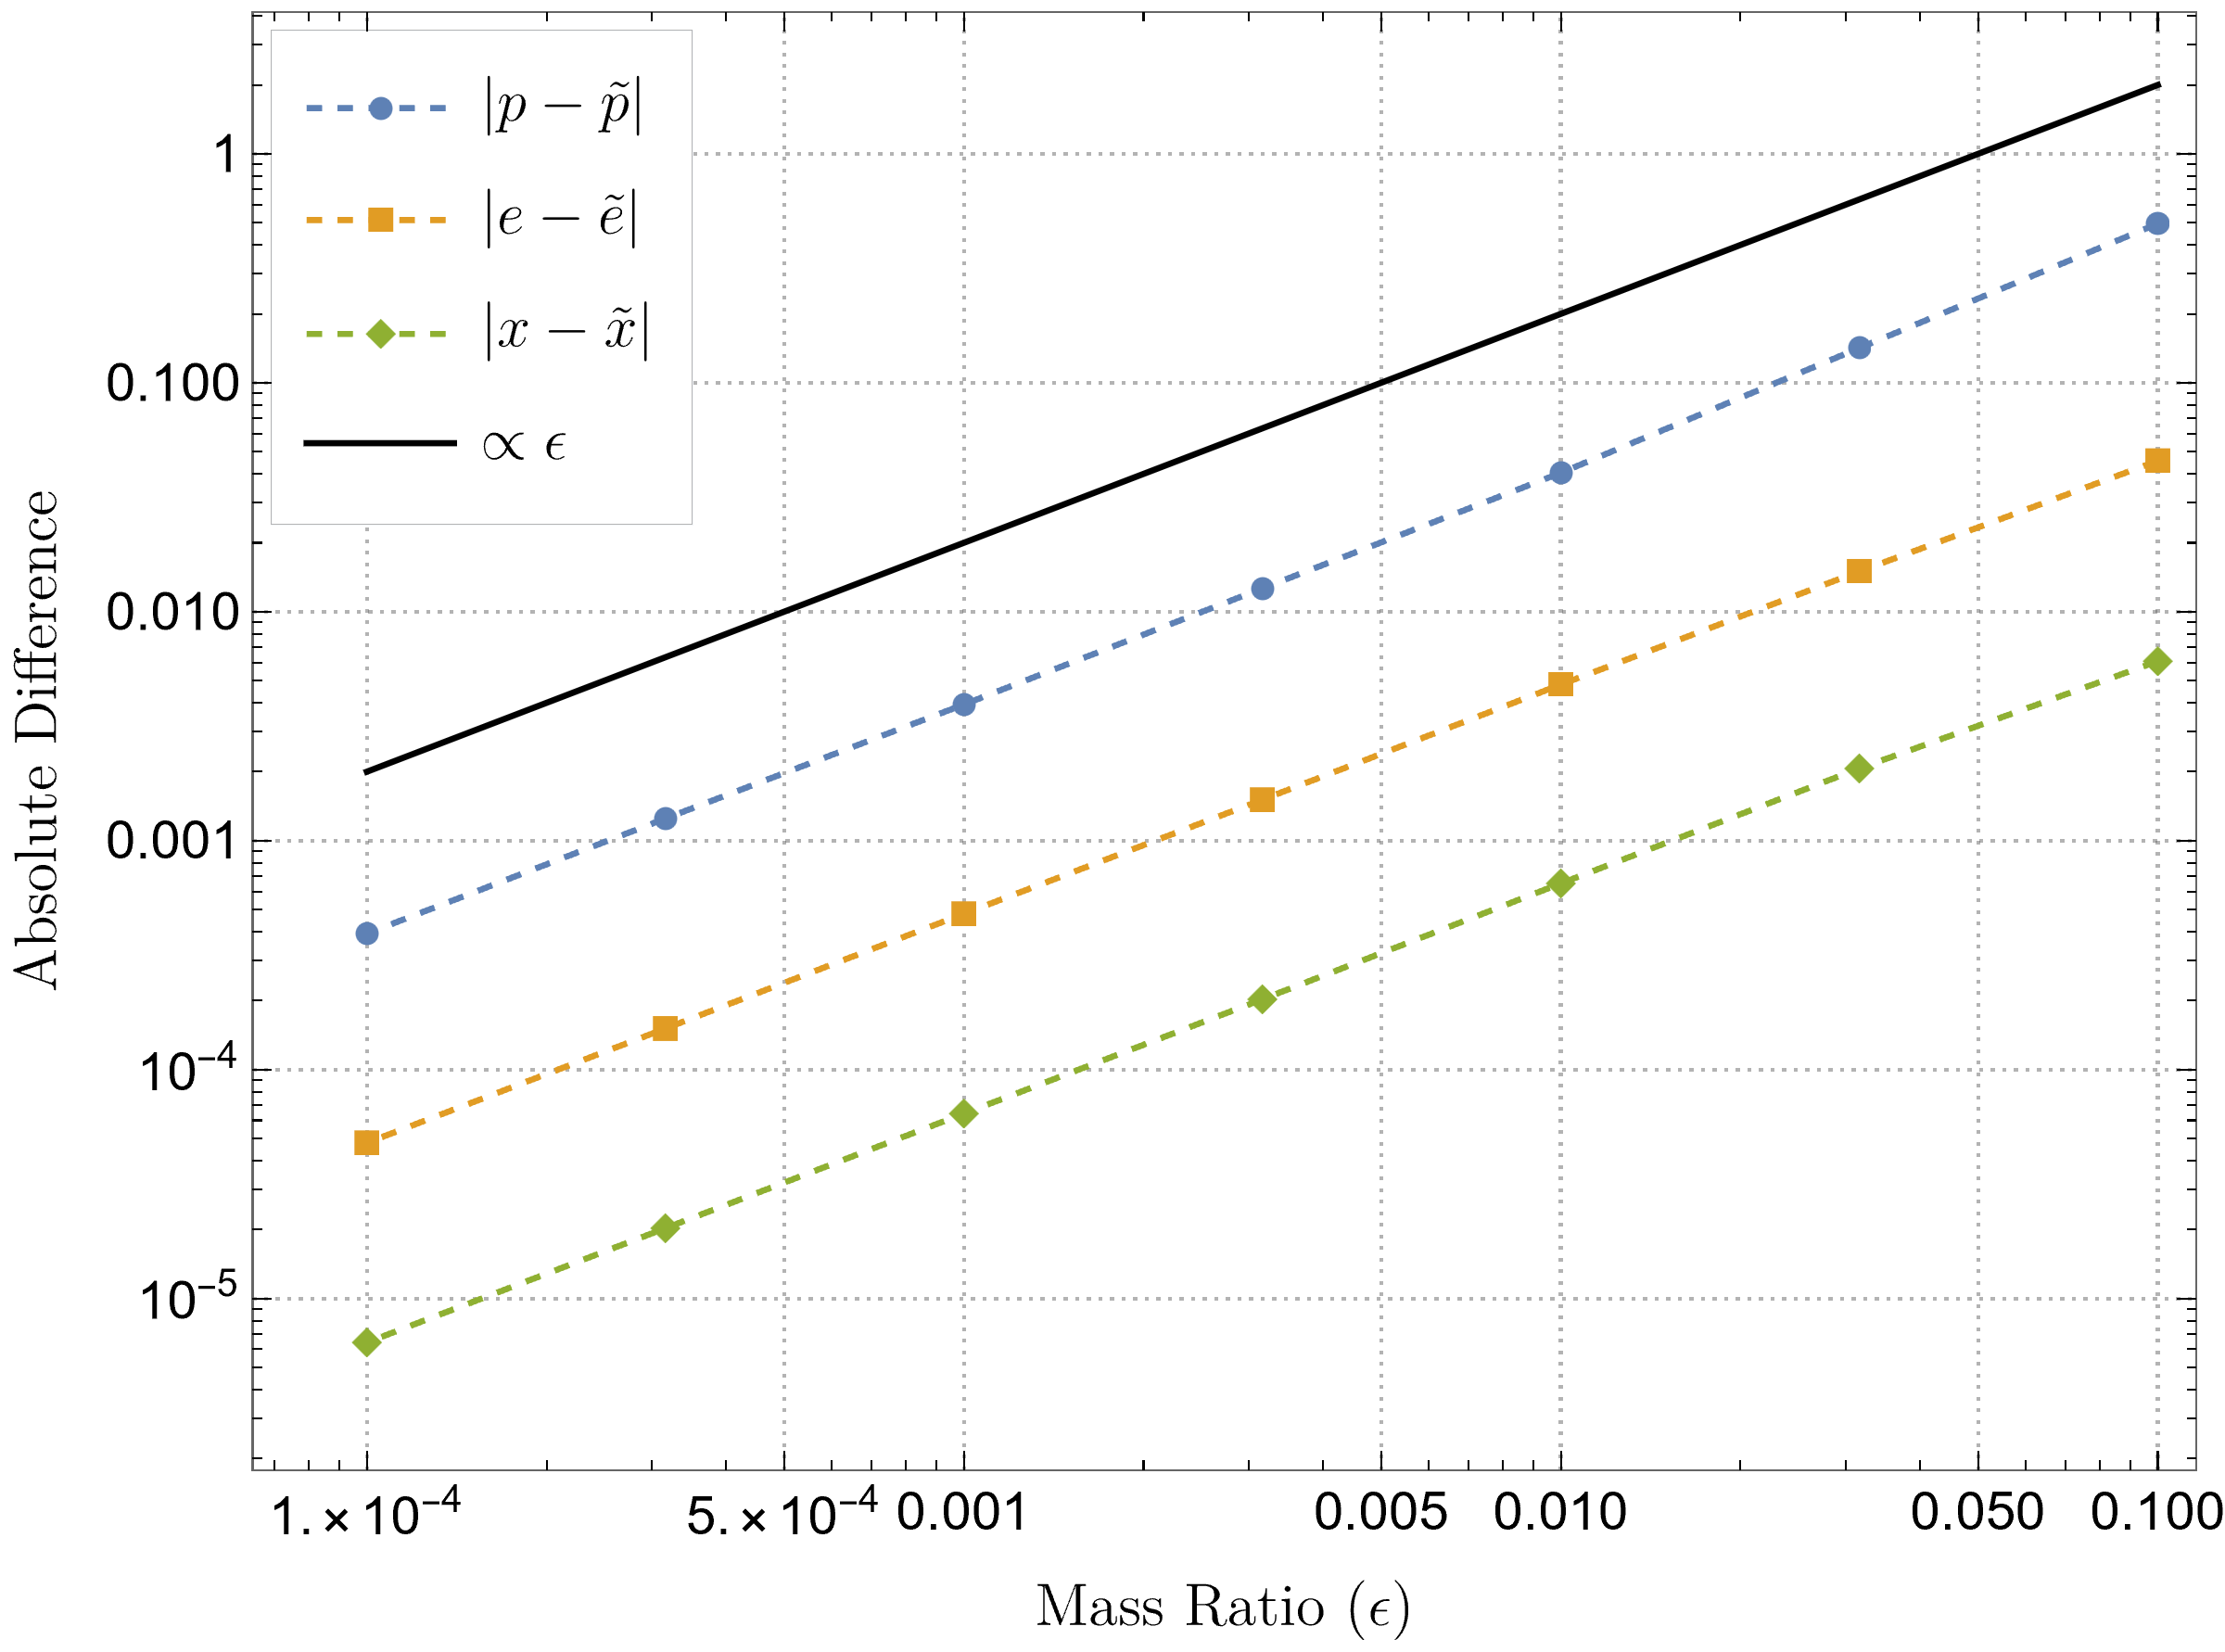 |p − p̃|
|e − ẽ|
|x − x̃|
∝ ϵ
Absolute Difference
1
0.100
0.010
0.001
10⁻⁴
10⁻⁵
1.×10⁻⁴ 5.×10⁻⁴ 0.001 0.005 0.010 0.050 0.100
Mass Ratio (ϵ)